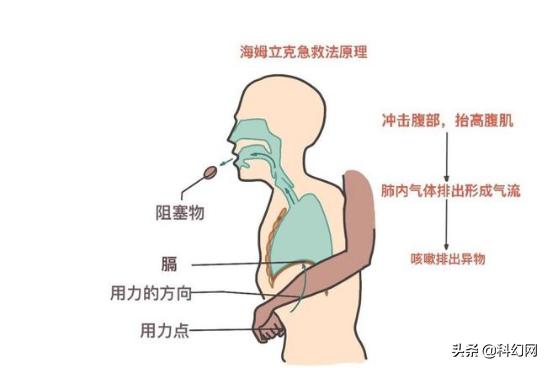 海姆立克急救法原理
冲击腹部，抬高腹肌
肺内气体排出形成气流
咳嗽排出异物
阻塞物
膈
用力的方向
用力点
头条 @科幻网